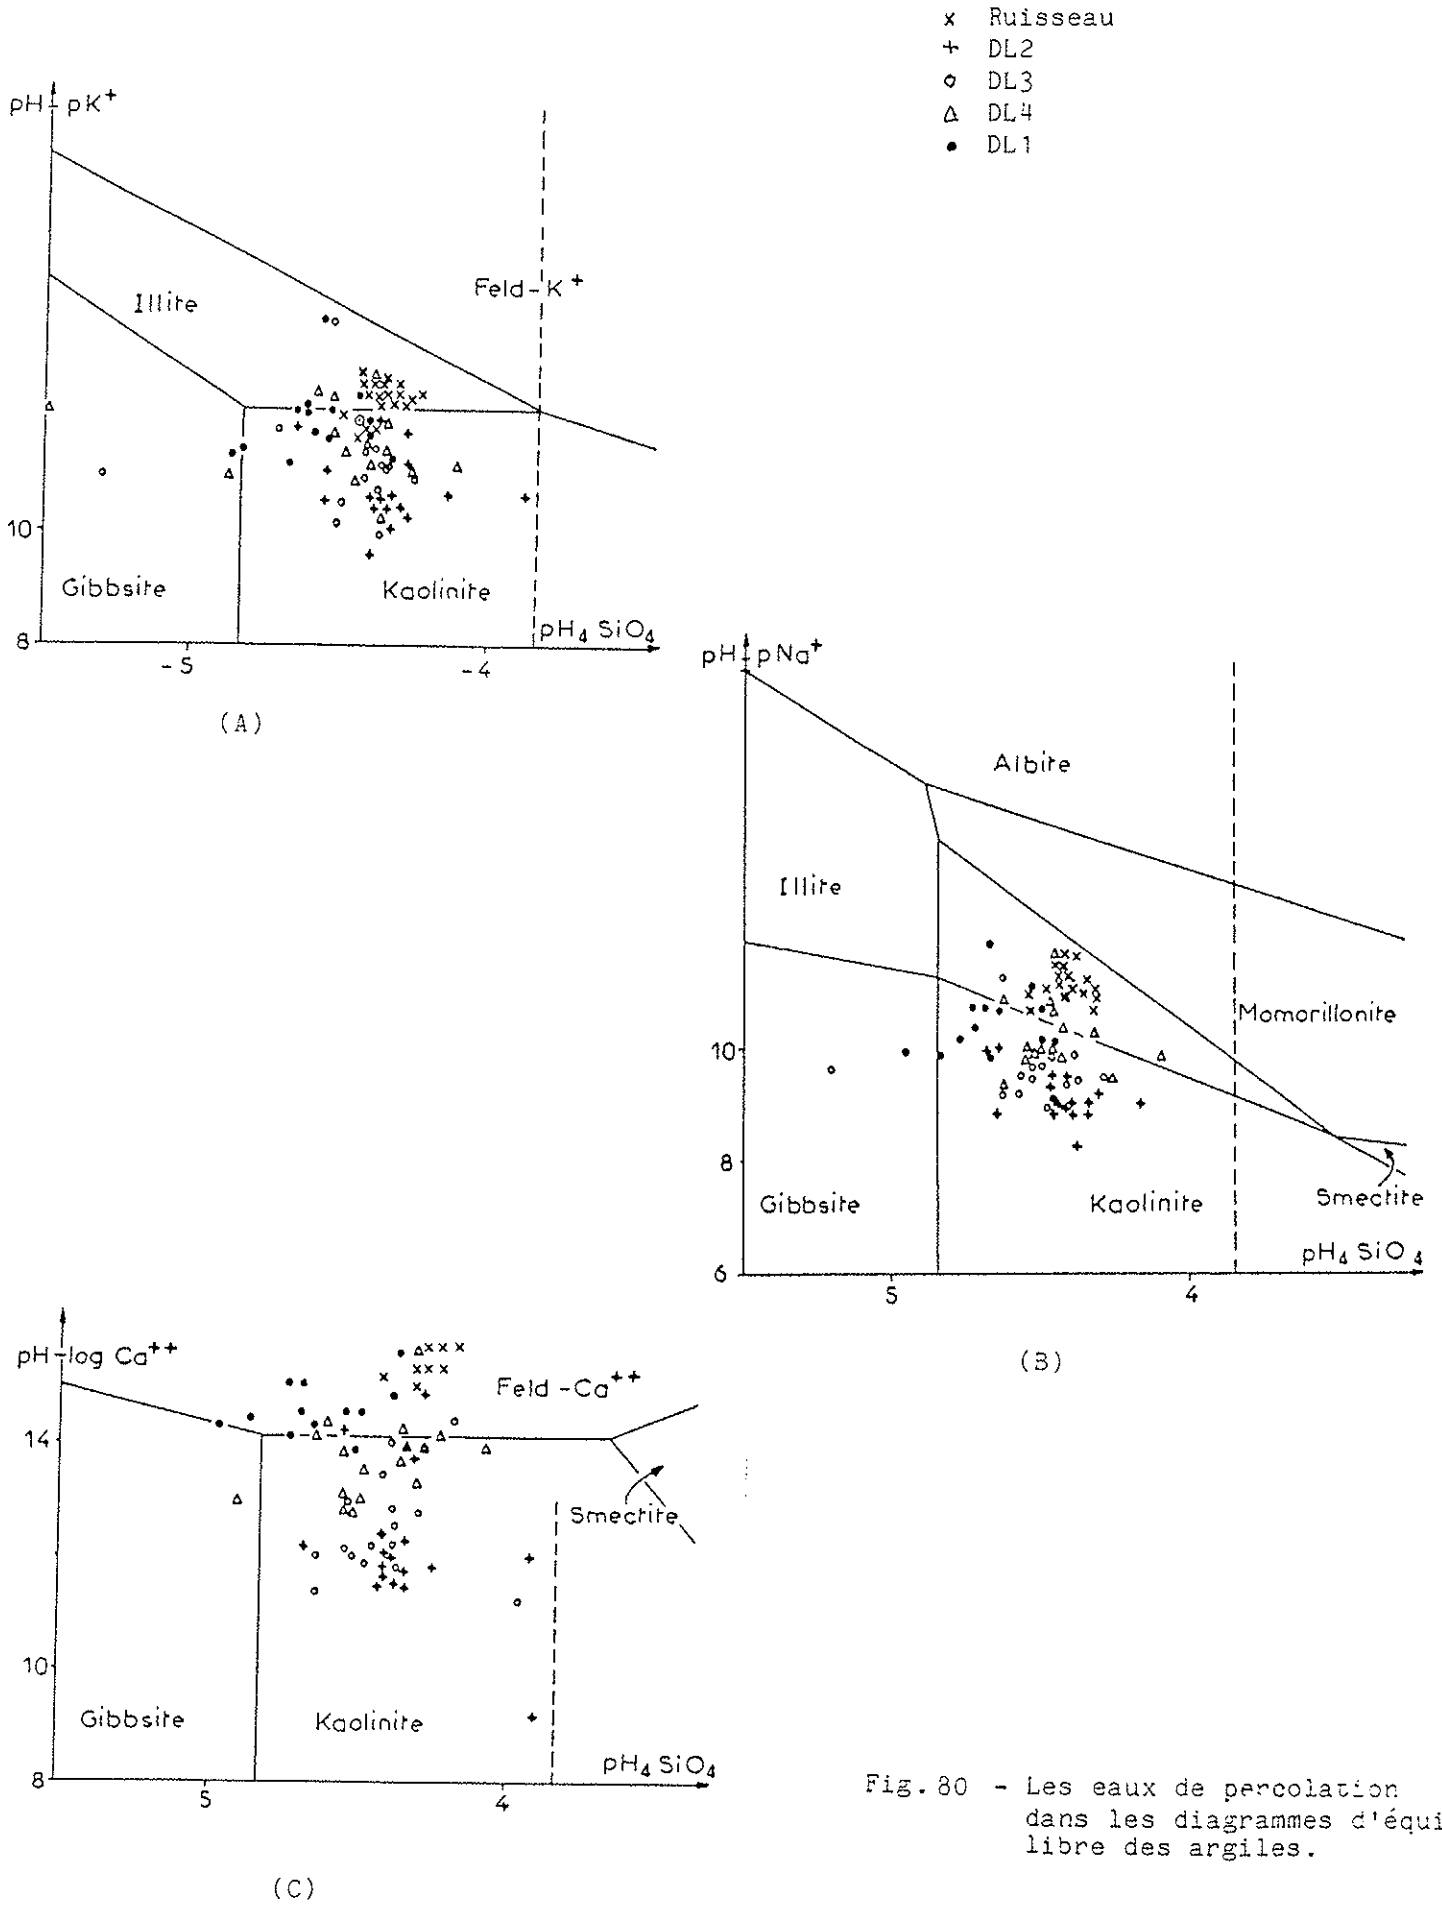 x Ruisseau
+ DL2
o DL3
Δ DL4
• DL1
pH-pK+
Illite
Feld-K+
10
Gibbsite
Kaolinite
8
pH4 SiO4
-5
-4
(A)
pH-pNa+
Albite
Illite
Momorillonite
10
8
Gibbsite
Kaolinite
Smectite
6
pH4 SiO4
5
4
(B)
pH-log Ca++
Feld-Ca++
14
Smectite
10
Gibbsite
Kaolinite
8
pH4 SiO4
5
4
(C)
Fig. 80 - Les eaux de percolation
dans les diagrammes d'équi
libre des argiles.